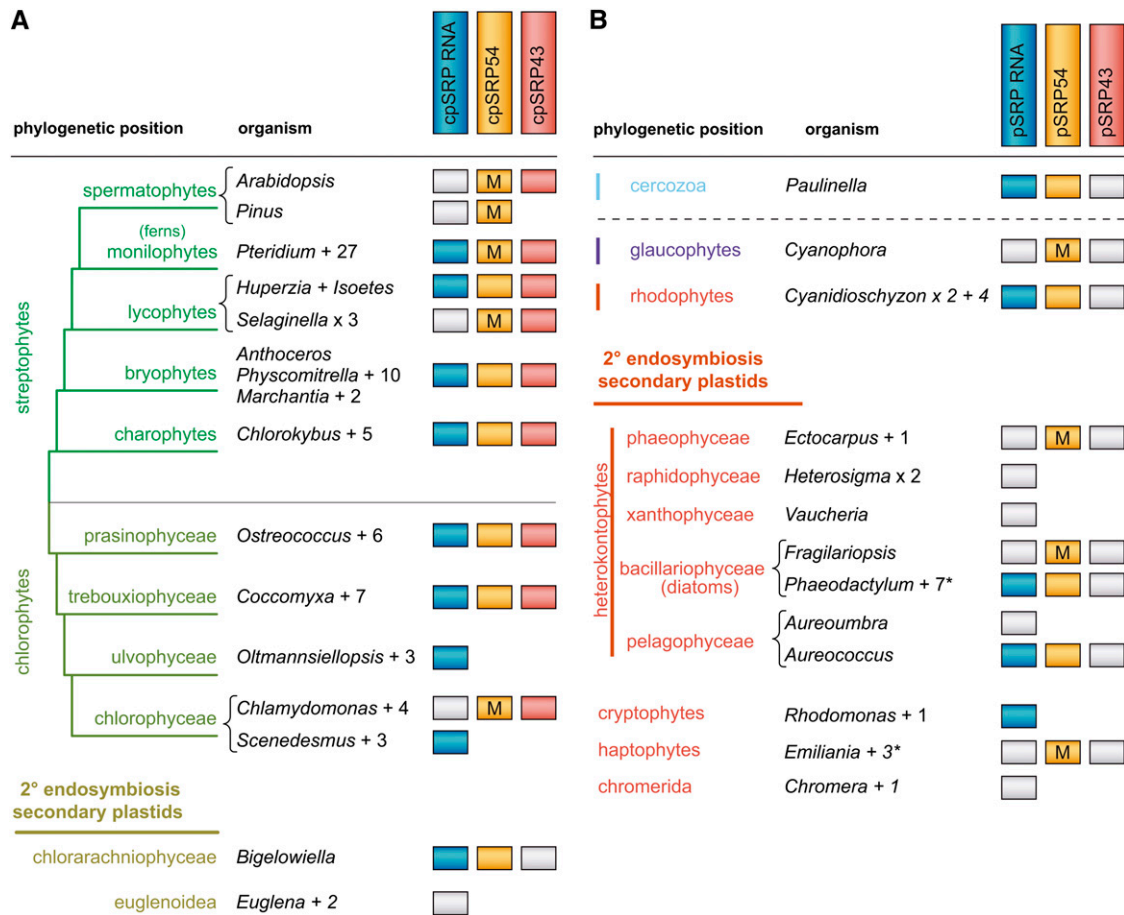 A
cpSRP RNA
cpSRP54
cpSRP43
phylogenetic position organism
streptophytes
spermatophytes Arabidopsis M
Pinus M
(ferns)
monilophytes Pteridium + 27 M
lycophytes Huperzia + Isoetes
Selaginella x 3 M
bryophytes Anthoceros
Physcomitrella + 10
Marchantia + 2
charophytes Chlorokybus + 5
chlorophytes
prasinophyceae Ostreococcus + 6
trebouxiophyceae Coccomyxa + 7
ulvophyceae Oltmannsiellopsis + 3
chlorophyceae Chlamydomonas + 4 M
Scenedesmus + 3
2° endosymbiosis
secondary plastids
chlorarachniophyceae Bigelowiella
euglenoidea Euglena + 2
B
pSRP RNA
pSRP54
pSRP43
phylogenetic position organism
cercozoa Paulinella
glaucophytes Cyanophora M
rhodophytes Cyanidioschyzon x 2 + 4
2° endosymbiosis
secondary plastids
heterokontophytes
phaeophyceae Ectocarpus + 1 M
raphidophyceae Heterosigma x 2
xanthophyceae Vaucheria
bacillariophyceae Fragilariopsis M
(diatoms) Phaeodactylum + 7*
pelagophyceae Aureoumbra
Aureococcus
cryptophytes Rhodomonas + 1
haptophytes Emiliania + 3* M
chromerida Chromera + 1